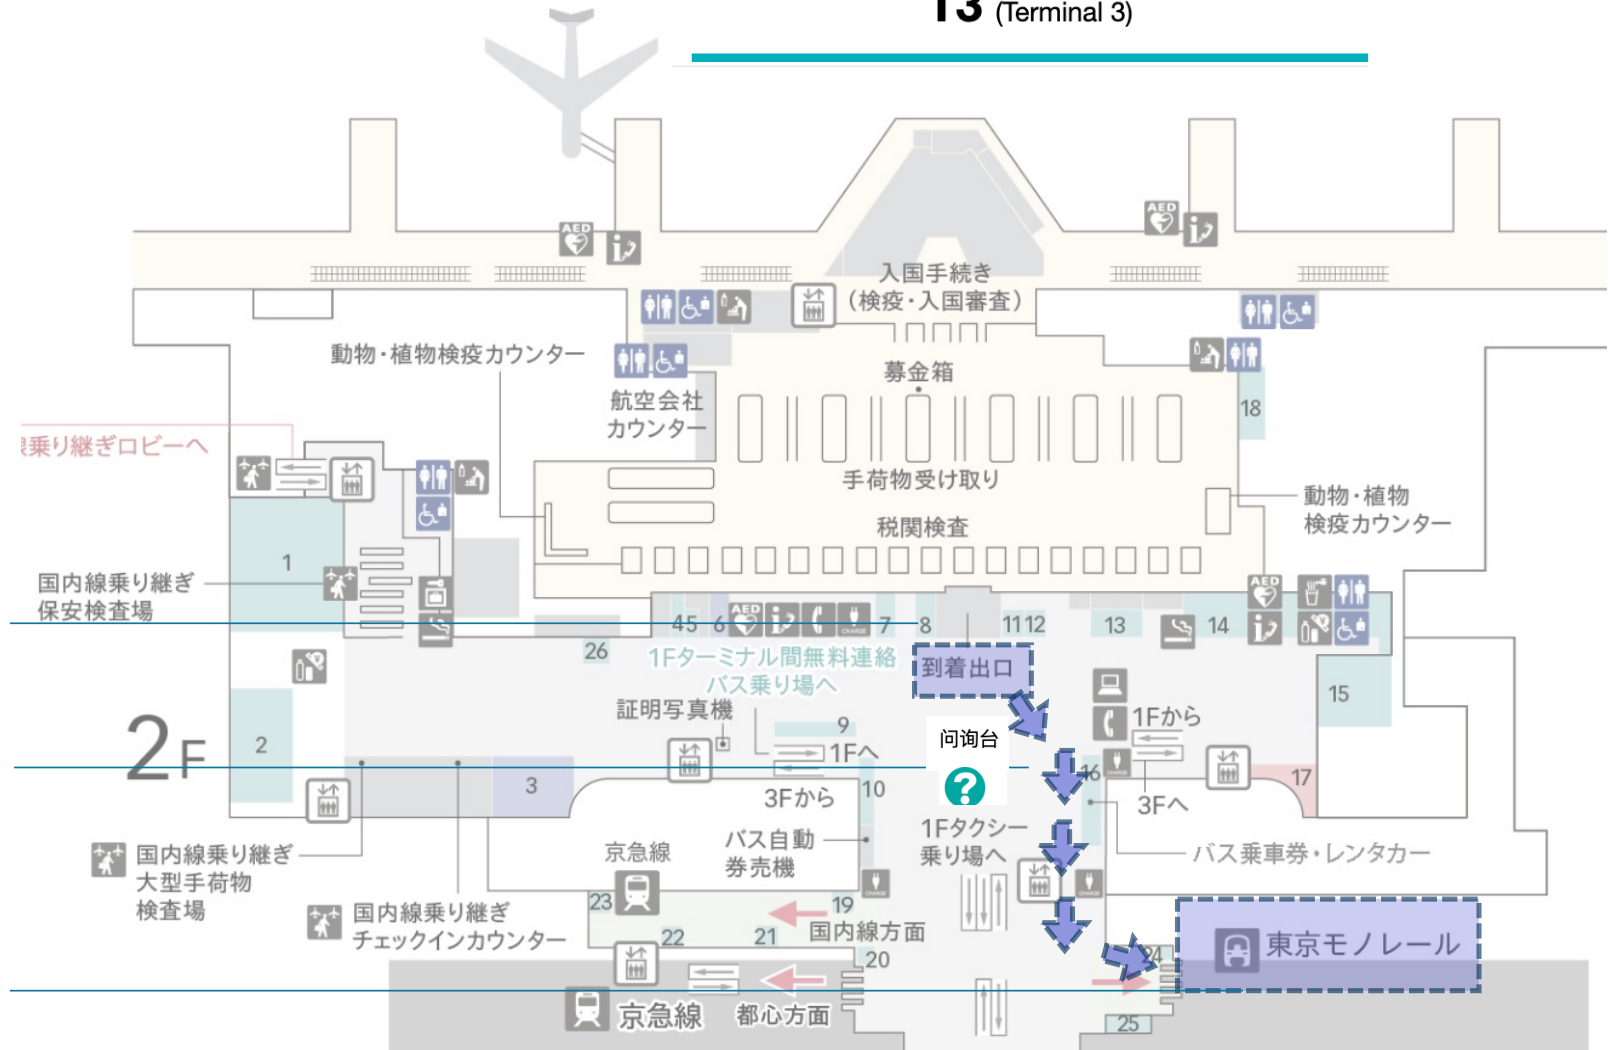 T3 (Terminal 3)
AED
AED
入国手続き
(検疫・入国審査)
動物・植物検疫カウンター
募金箱
航空会社
カウンター
18
乗り継ぎロビーへ
手荷物受け取り
動物・植物
検疫カウンター
税関検査
1
国内線乗り継ぎ
保安検査場
AED
45
6
AED
CHARGE
7
8
11 12
13
14
26
1Fターミナル間無料連絡
バス乗り場へ
到着出口
15
証明写真機
1Fから
9
2F
2
问询台
1Fへ
16
17
3
?
10
3Fから
3Fへ
1Fタクシー
乗り場へ
バス自動
券売機
京急線
バス乗車券・レンタカー
国内線乗り継ぎ
大型手荷物
検査場
CHARGE
CHARGE
23
19
国内線乗り継ぎ
チェックインカウンター
22
21
国内線方面
東京モノレール
20
24
京急線
都心方面
25